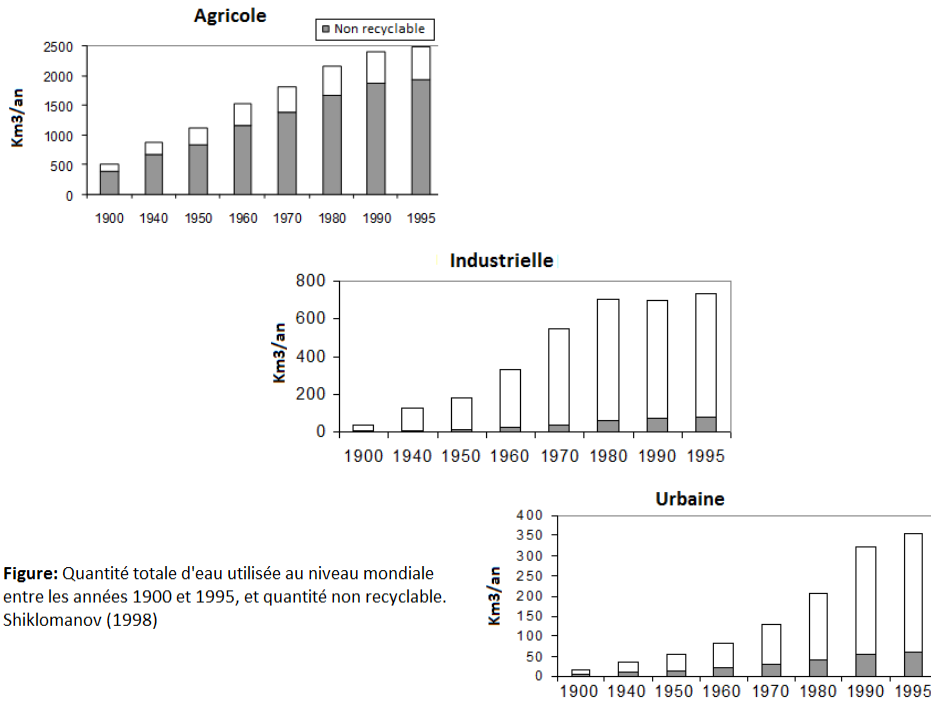 Agricole
Non recyclable
2500
2000
1500
1000
500
0
Km3/an
1900 1940 1950 1960 1970 1980 1990 1995
Industrielle
800
600
400
200
0
Km3/an
1900 1940 1950 1960 1970 1980 1990 1995
Urbaine
400
350
300
250
200
150
100
50
0
Km3/an
1900 1940 1950 1960 1970 1980 1990 1995
Figure: Quantité totale d'eau utilisée au niveau mondiale
entre les années 1900 et 1995, et quantité non recyclable.
Shiklomanov (1998)